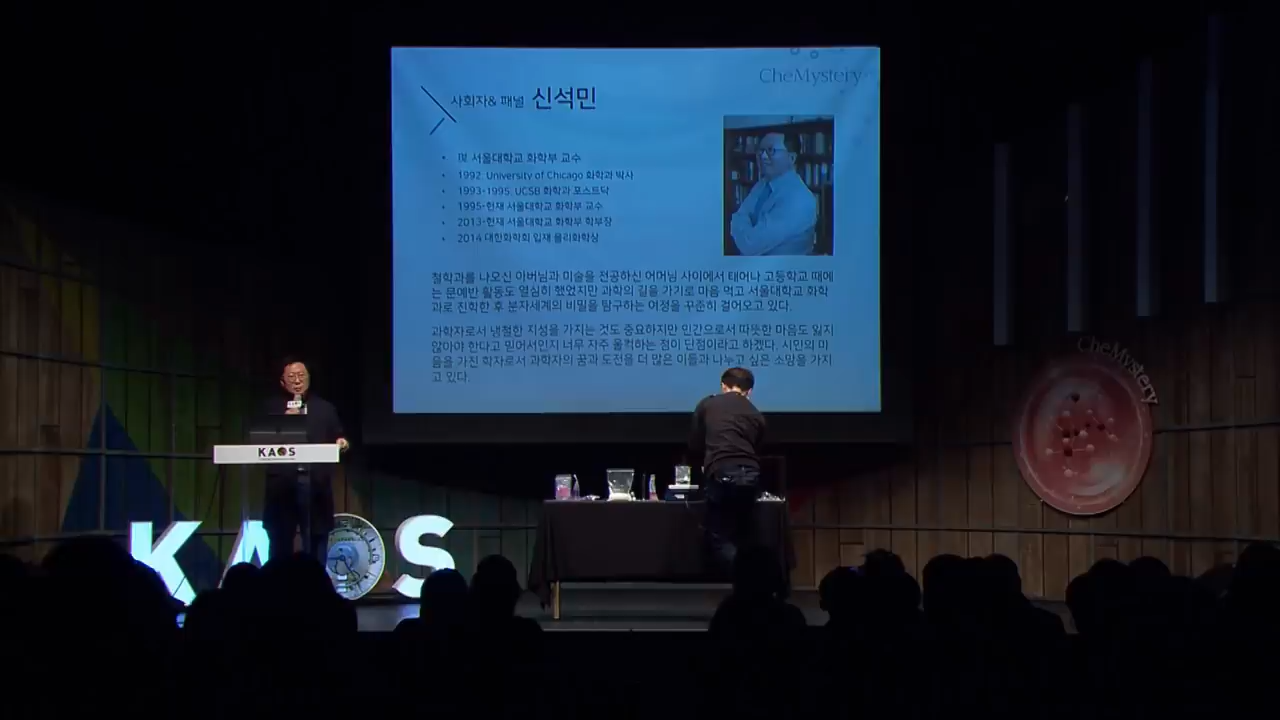 CheMystery
사회자& 패널 신석민
• 現 서울대학교 화학부 교수
• 1992. University of Chicago 화학과 박사
• 1993-1995. UCSB 화학과 포스트닥
• 1995-현재 서울대학교 화학부 교수
• 2013-현재 서울대학교 화학부 학부장
• 2014 대한화학회 입재 물리화학상
철학과를 나오신 아버님과 미술을 전공하신 어머님 사이에서 태어나 고등학교 때에
는 문예반 활동도 열심히 했었지만 과학의 길을 가기로 마음 먹고 서울대학교 화학
과로 진학한 후 분자세계의 비밀을 탐구하는 여정을 꾸준히 걸어오고 있다.
과학자로서 냉철한 지성을 가지는 것도 중요하지만 인간으로서 따뜻한 마음도 잃지
않아야 한다고 믿어서인지 너무 자주 울컥하는 점이 단점이라고 하겠다. 시인의 마
음을 가진 학자로서 과학자의 꿈과 도전을 더 많은 이들과 나누고 싶은 소망을 가지
고 있다.
CheMystery
KAOS
KAOS